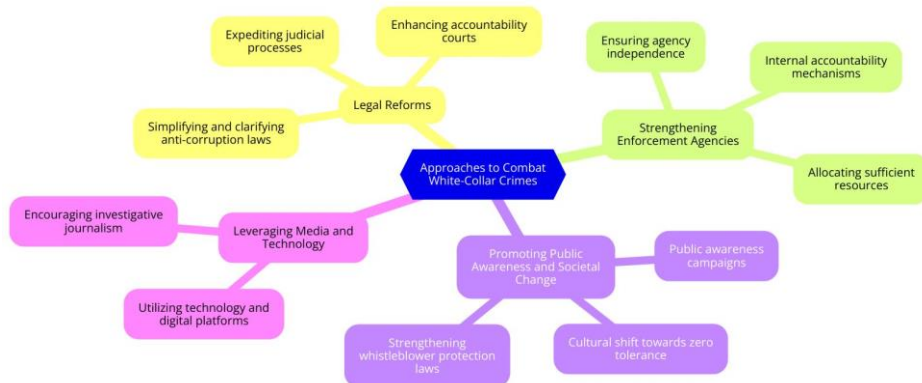 Approaches to Combat
White-Collar Crimes
Legal Reforms
Expediting judicial
processes
Enhancing accountability
courts
Simplifying and clarifying
anti-corruption laws
Strengthening
Enforcement Agencies
Ensuring agency
independence
Internal accountability
mechanisms
Allocating sufficient
resources
Leveraging Media and
Technology
Encouraging investigative
journalism
Utilizing technology and
digital platforms
Promoting Public
Awareness and Societal
Change
Public awareness
campaigns
Cultural shift towards zero
tolerance
Strengthening
whistleblower protection
laws